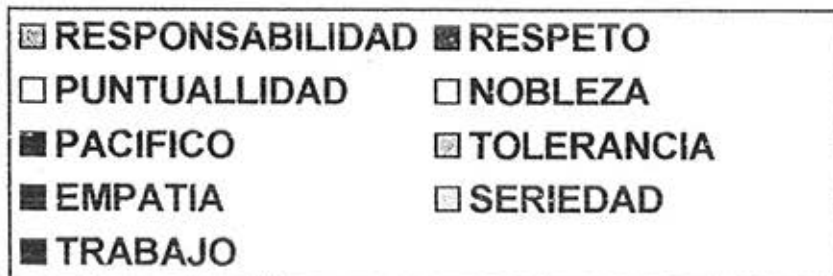 RESPONSABILIDAD RESPETO
PUNTUALLIDAD NOBLEZA
PACIFICO TOLERANCIA
EMPATIA SERIEDAD
TRABAJO